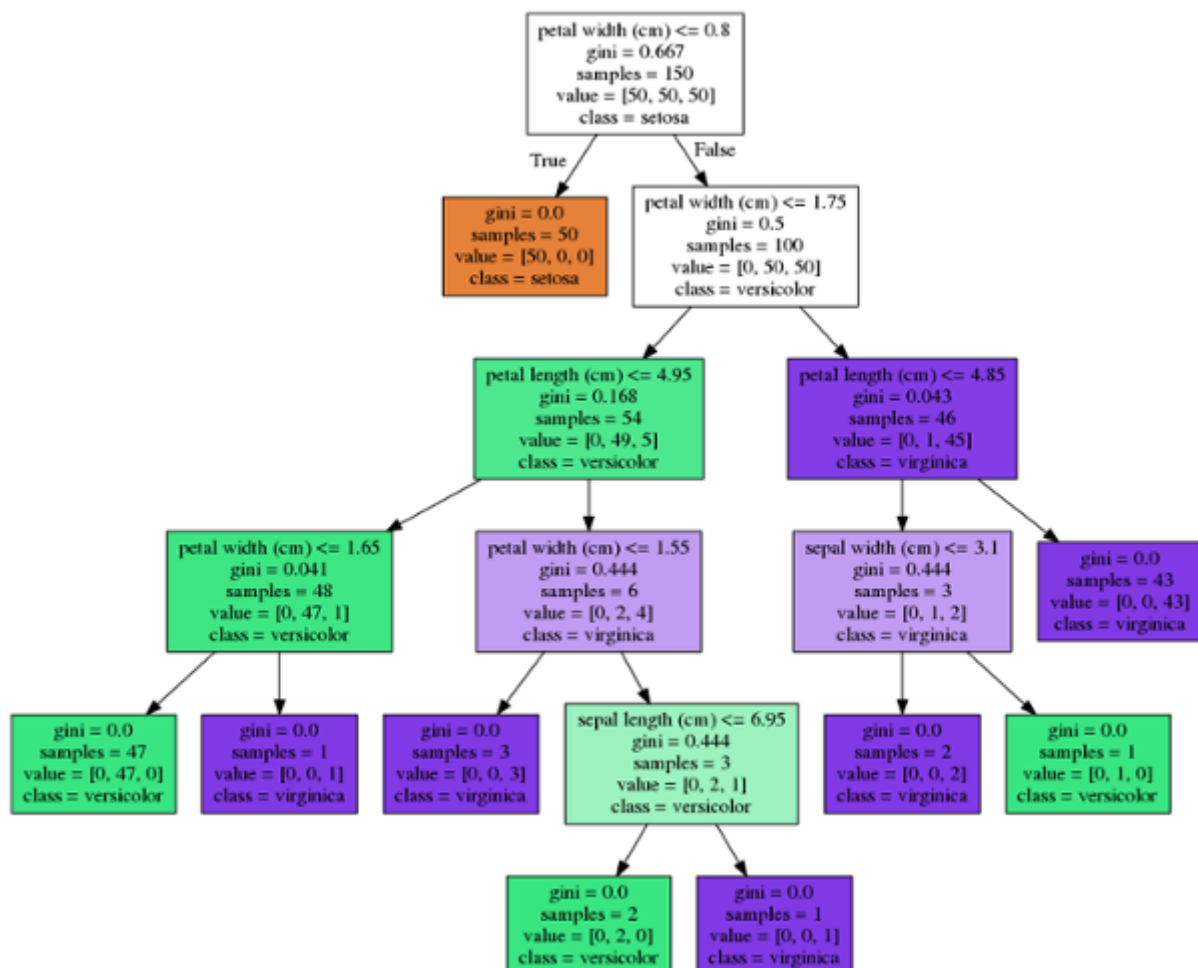 petal width (cm) <= 0.8
gini = 0.667
samples = 150
value = [50, 50, 50]
class = setosa
True
False
gini = 0.0
samples = 50
value = [50, 0, 0]
class = setosa
petal width (cm) <= 1.75
gini = 0.5
samples = 100
value = [0, 50, 50]
class = versicolor
petal length (cm) <= 4.95
gini = 0.168
samples = 54
value = [0, 49, 5]
class = versicolor
petal length (cm) <= 4.85
gini = 0.043
samples = 46
value = [0, 1, 45]
class = virginica
petal width (cm) <= 1.65
gini = 0.041
samples = 48
value = [0, 47, 1]
class = versicolor
petal width (cm) <= 1.55
gini = 0.444
samples = 6
value = [0, 2, 4]
class = virginica
sepal width (cm) <= 3.1
gini = 0.444
samples = 3
value = [0, 1, 2]
class = virginica
gini = 0.0
samples = 43
value = [0, 0, 43]
class = virginica
gini = 0.0
samples = 47
value = [0, 47, 0]
class = versicolor
gini = 0.0
samples = 1
value = [0, 0, 1]
class = virginica
gini = 0.0
samples = 3
value = [0, 0, 3]
class = virginica
sepal length (cm) <= 6.95
gini = 0.444
samples = 3
value = [0, 2, 1]
class = versicolor
gini = 0.0
samples = 2
value = [0, 0, 2]
class = virginica
gini = 0.0
samples = 1
value = [0, 1, 0]
class = versicolor
gini = 0.0
samples = 2
value = [0, 2, 0]
class = versicolor
gini = 0.0
samples = 1
value = [0, 0, 1]
class = virginica